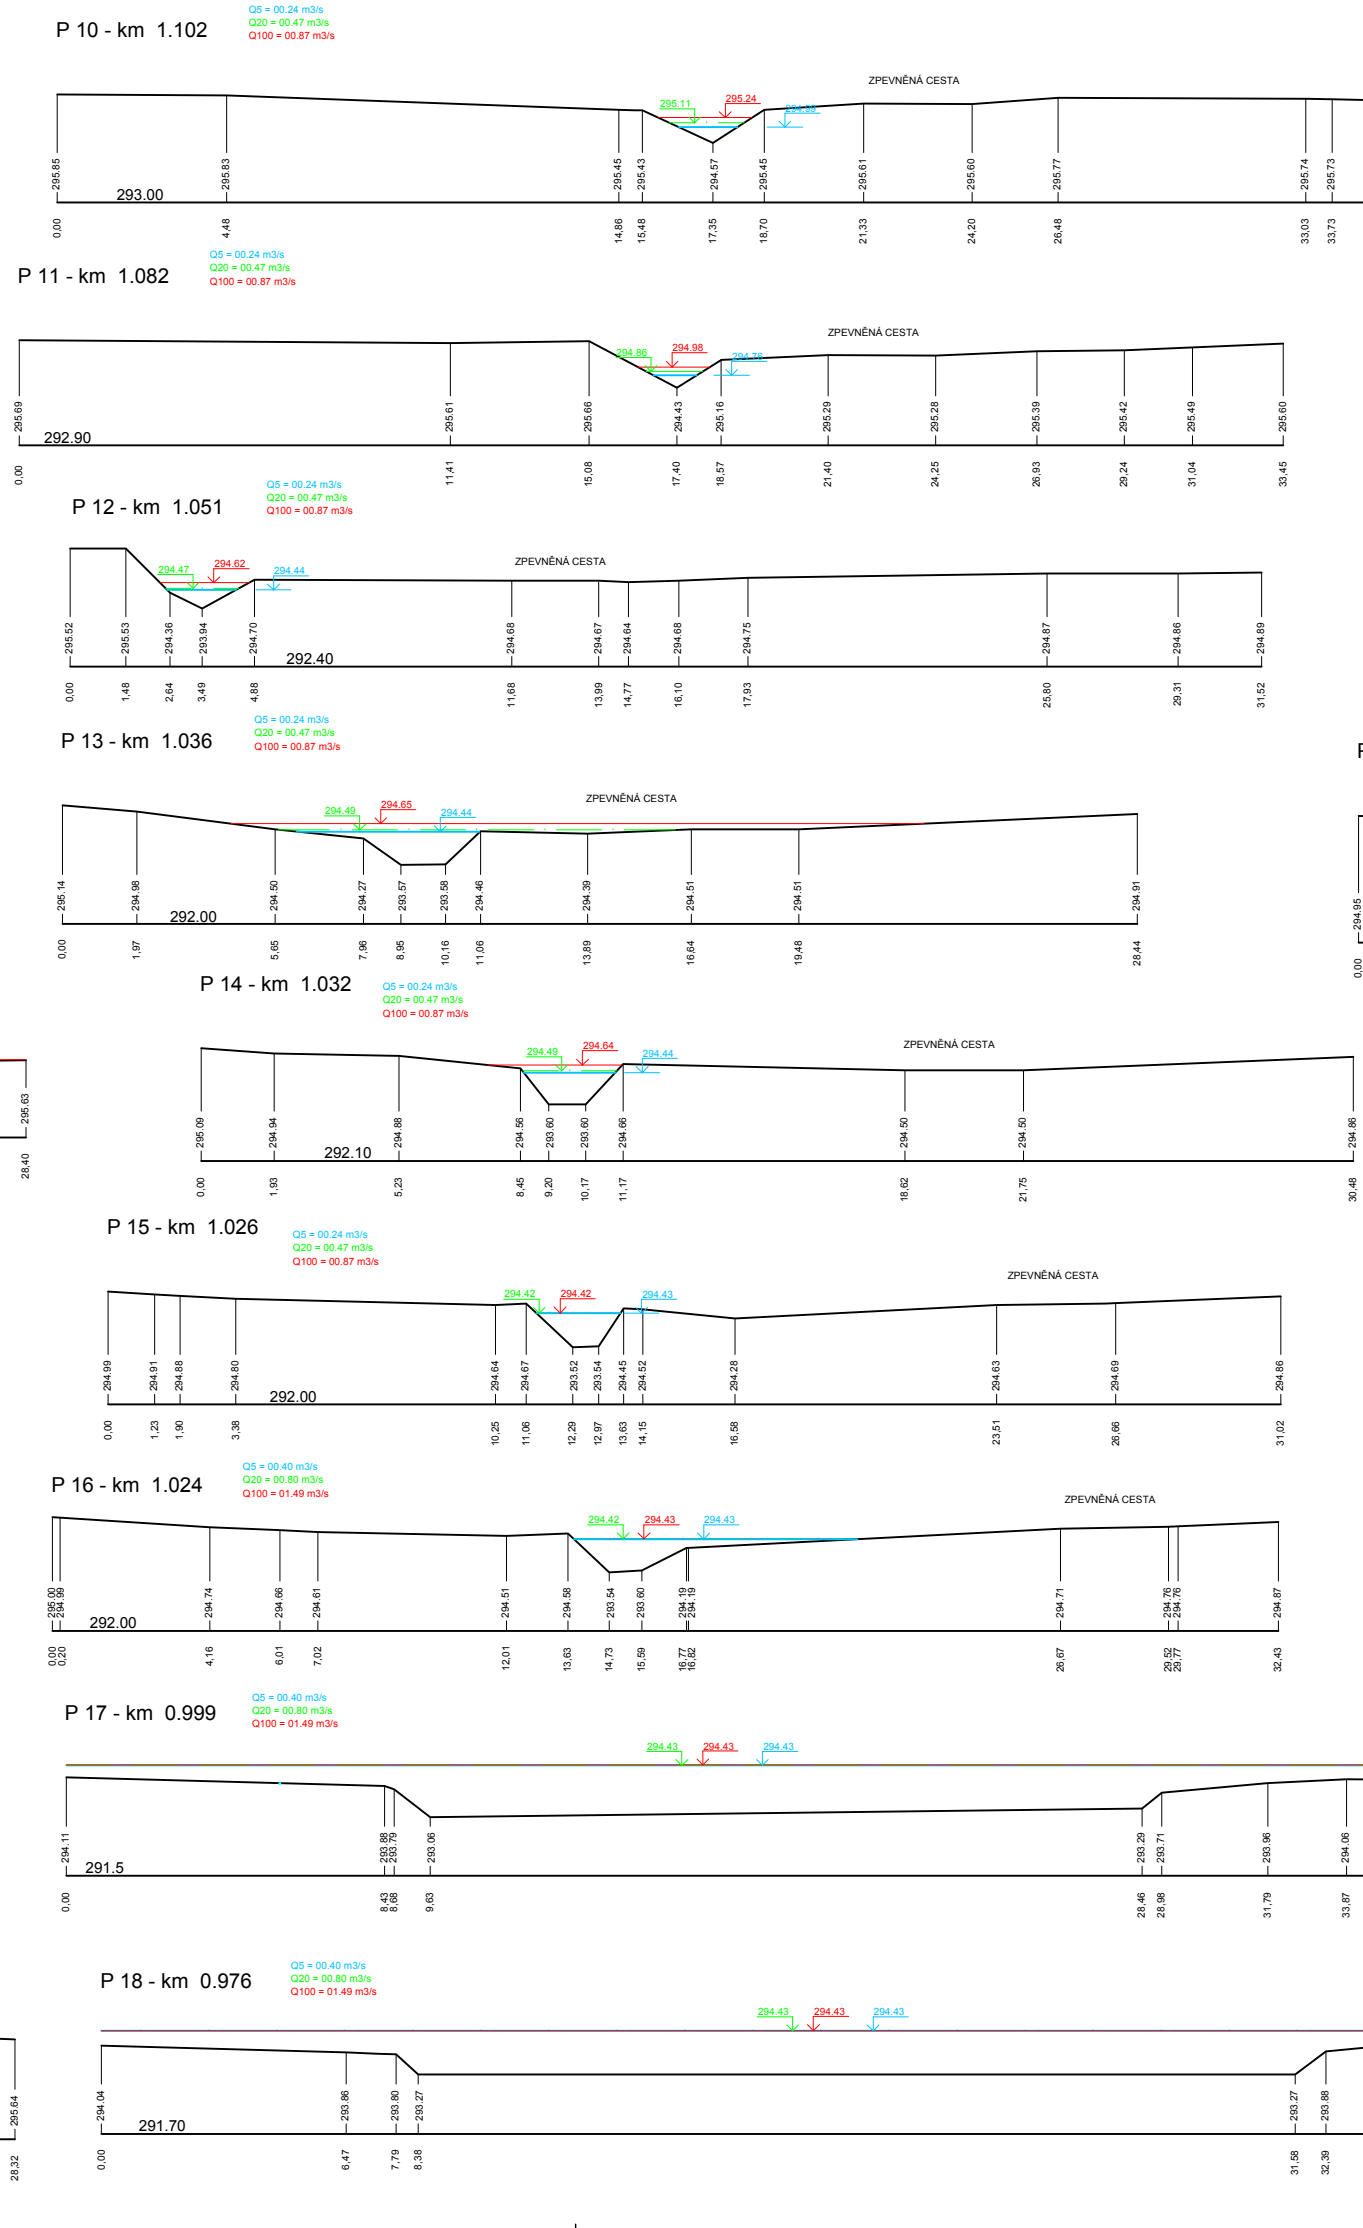 Q5 = 00.24 m3/s
P 10 - km 1.102
Q20 = 00.47 m3/s
Q100 = 00.87 m3/s
ZPEVNĚNÁ CESTA
295.11 295.24 294.99
295.85 295.83 295.45 295.43 294.57 295.45 295.61 295.60 295.77 295.74 295.73
293.00
0,00 4,48 14,86 15,48 17,35 18,70 21,33 24,20 26,48 33,03 33,73
Q5 = 00.24 m3/s
P 11 - km 1.082
Q20 = 00.47 m3/s
Q100 = 00.87 m3/s
ZPEVNĚNÁ CESTA
294.86 294.98 294.76
295.69 295.61 295.66 294.43 295.16 295.29 295.28 295.39 295.42 295.49 295.60
292.90
0,00 11,41 15,08 17,40 18,57 21,40 24,25 26,93 29,24 31,04 33,45
Q5 = 00.24 m3/s
P 12 - km 1.051
Q20 = 00.47 m3/s
Q100 = 00.87 m3/s
ZPEVNĚNÁ CESTA
294.47 294.62 294.44
295.52 295.53 294.36 293.94 294.70 294.68 294.67 294.64 294.68 294.75 294.87 294.86 294.89
292.40
0,00 1,48 2,64 3,49 4,88 11,68 13,99 14,77 16,10 17,93 25,80 29,31 31,52
Q5 = 00.24 m3/s
P 13 - km 1.036
Q20 = 00.47 m3/s
Q100 = 00.87 m3/s
ZPEVNĚNÁ CESTA
294.49 294.65 294.44
295.14 294.98 294.50 294.27 293.57 293.58 294.46 294.39 294.51 294.51 294.91
292.00
0,00 1,97 5,65 7,96 8,95 10,16 11,06 13,89 16,64 19,48 28,44
294.95
0,00
P 14 - km 1.032
Q5 = 00.24 m3/s
Q20 = 00.47 m3/s
Q100 = 00.87 m3/s
ZPEVNĚNÁ CESTA
294.49 294.64 294.44
295.63
28,40
295.09 294.94 294.88 294.56 293.60 293.60 294.66 294.50 294.50 294.86
292.10
0,00 1,93 5,23 8,45 9,20 10,17 11,17 18,62 21,75 30,48
P 15 - km 1.026
Q5 = 00.24 m3/s
Q20 = 00.47 m3/s
Q100 = 00.87 m3/s
ZPEVNĚNÁ CESTA
294.42 294.42 294.43
294.99 294.91 294.88 294.80 294.64 294.67 293.52 293.54 294.45 294.52 294.28 294.63 294.69 294.86
292.00
0,00 1,23 1,90 3,38 10,25 11,06 12,29 12,97 13,63 14,15 16,58 23,51 26,66 31,02
Q5 = 00.40 m3/s
P 16 - km 1.024
Q20 = 00.80 m3/s
Q100 = 01.49 m3/s
ZPEVNĚNÁ CESTA
294.42 294.43 294.43
295.00 294.99 294.74 294.66 294.61 294.51 294.58 293.54 293.60 294.19 294.19 294.71 294.76 294.76 294.87
292.00
0,00 0,20 4,16 6,01 7,02 12,01 13,63 14,73 15,59 16,77 16,82 26,67 29,52 29,77 32,43
Q5 = 00.40 m3/s
P 17 - km 0.999
Q20 = 00.80 m3/s
Q100 = 01.49 m3/s
294.43 294.43 294.43
294.11 293.88 293.79 293.06 293.29 293.71 293.96 294.06
291.5
0,00 8,43 8,68 9,63 28,46 28,98 31,79 33,87
Q5 = 00.40 m3/s
P 18 - km 0.976
Q20 = 00.80 m3/s
Q100 = 01.49 m3/s
294.43 294.43 294.43
295.64
28,32
294.04 293.86 293.80 293.27 293.27 293.88
291.70
0,00 6,47 7,79 8,38 31,58 32,39